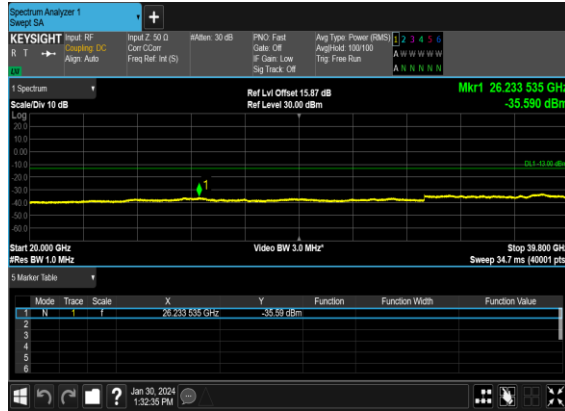 Spectrum Analyzer 1
Swept SA
KEYSIGHT Input: RF Input Z: 50 Ω #Atten: 30 dB PNO: Fast Avg Type: Power (RMS) 1 2 3 4 5 6
R T Coupling: DC Corr CCorr Gate: Off Avg|Hold: 100/100 A W W W W W
Align: Auto Freq Ref: Int (S) IF Gain: Low Trig: Free Run
Sig Track: Off A N N N N N
1 Spectrum Ref Lvl Offset 15.87 dB Mkr1 26.233 535 GHz
Scale/Div 10 dB Ref Level 30.00 dBm -35.590 dBm
Log
20.0
10.0
0.00
-10.0 DL1 -13.00 dBm
-20.0
-30.0 1
-40.0
-50.0
-60.0
Start 20.000 GHz Video BW 3.0 MHz* Stop 39.800 GHz
#Res BW 1.0 MHz Sweep 34.7 ms (40001 pts)
5 Marker Table
Mode Trace Scale X Y Function Function Width Function Value
1 N 1 f 26.233 535 GHz -35.59 dBm
2
3
4
5
6
? Jan 30, 2024
1:32:35 PM